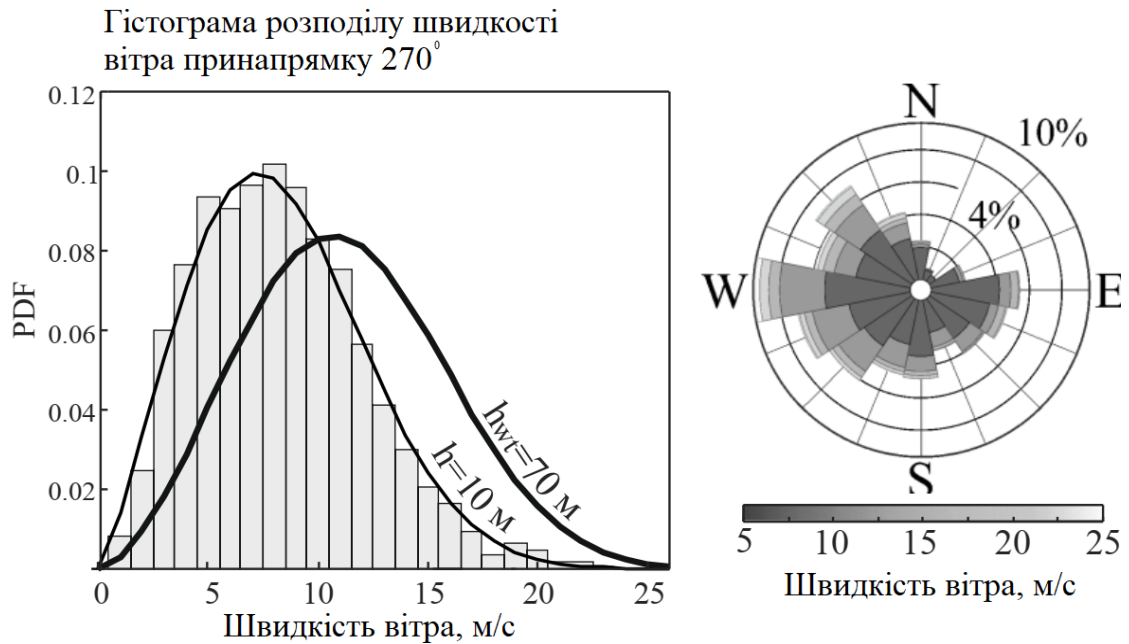 Гістограма розподілу швидкості
вітра принапрямку 270⁰
0.12
0.1
0.08
0.06
0.04
0.02
PDF
h=10 м
hwt=70 м
0 5 10 15 20 25
Швидкість вітра, м/с
N
10%
4%
W
E
S
5 10 15 20 25
Швидкість вітра, м/с